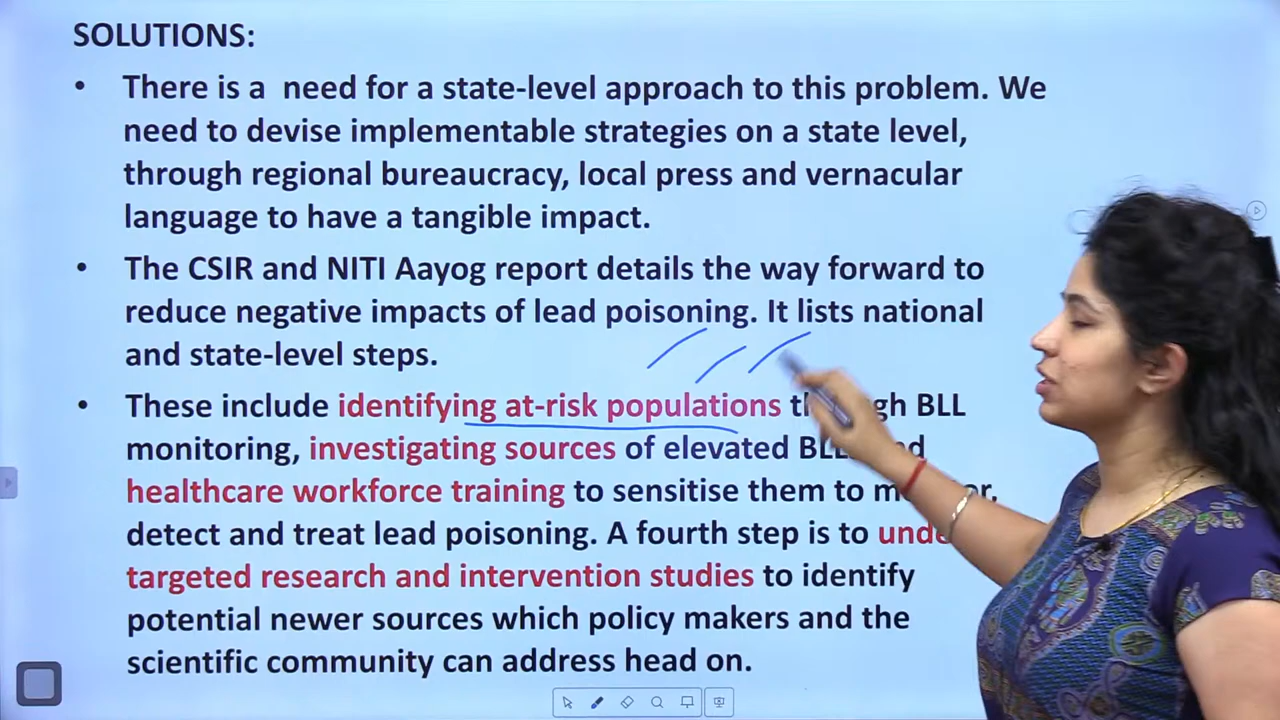 SOLUTIONS:
• There is a need for a state-level approach to this problem. We
need to devise implementable strategies on a state level,
through regional bureaucracy, local press and vernacular
language to have a tangible impact.
• The CSIR and NITI Aayog report details the way forward to
reduce negative impacts of lead poisoning. It lists national
and state-level steps.
• These include identifying at-risk populations through BLL
monitoring, investigating sources of elevated
healthcare workforce training to sensitise them to
detect and treat lead poisoning. A fourth step is to
targeted research and intervention studies to identify
potential newer sources which policy makers and the
scientific community can address head on.